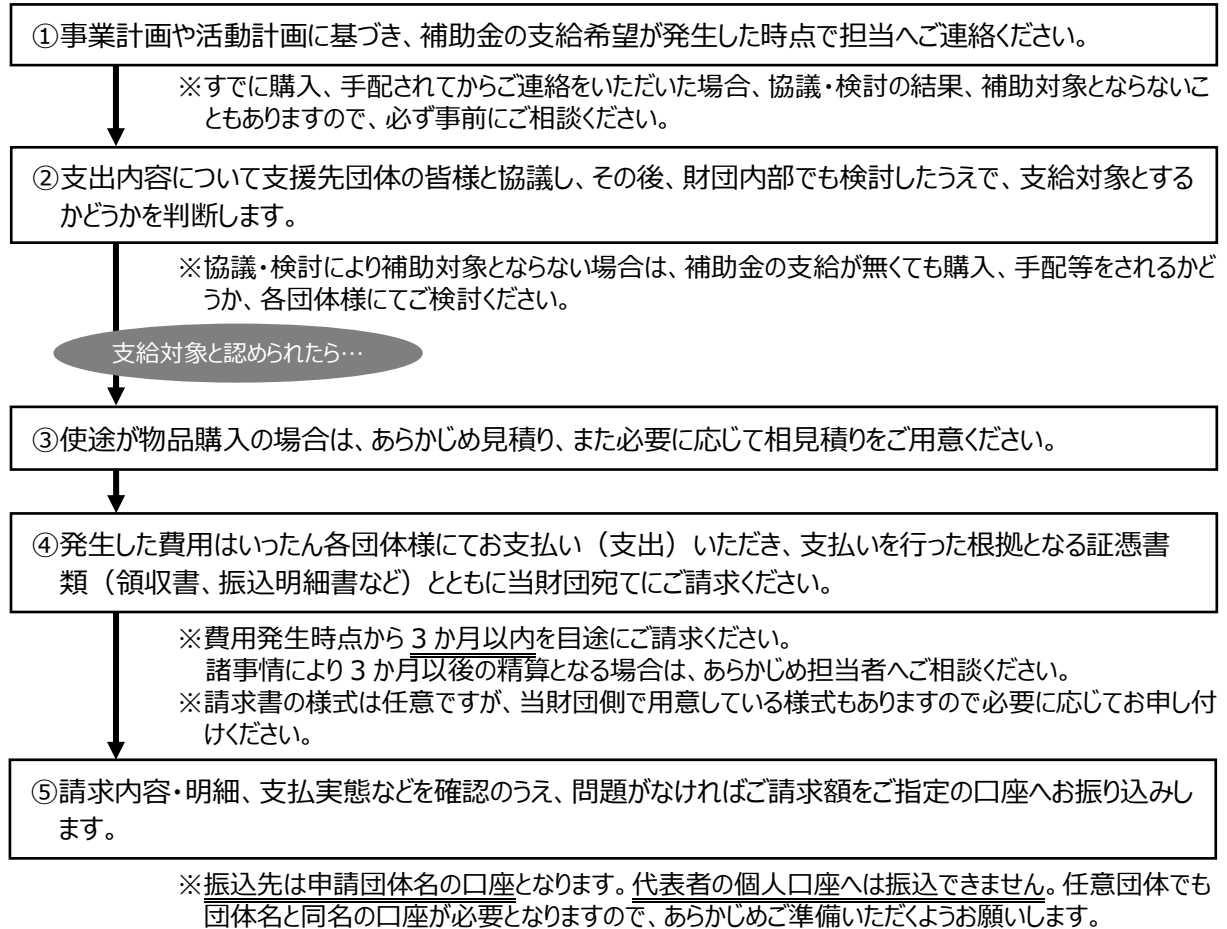 ①事業計画や活動計画に基づき、補助金の支給希望が発生した時点で担当へご連絡ください。
※すでに購入、手配されてからご連絡をいただいた場合、協議・検討の結果、補助対象とならないこ
ともありますので、必ず事前にご相談ください。
②支出内容について支援先団体の皆様と協議し、その後、財団内部でも検討したうえで、支給対象とする
かどうかを判断します。
※協議・検討により補助対象とならない場合は、補助金の支給が無くても購入、手配等をされるかど
うか、各団体様にてご検討ください。
支給対象と認められたら…
③使途が物品購入の場合は、あらかじめ見積り、また必要に応じて相見積りをご用意ください。
④発生した費用はいったん各団体様にてお支払い（支出）いただき、支払いを行った根拠となる証憑書
類（領収書、振込明細書など）とともに当財団宛てにご請求ください。
※費用発生時点から 3 か月以内を目途にご請求ください。
諸事情により 3 か月以後の精算となる場合は、あらかじめ担当者へご相談ください。
※請求書の様式は任意ですが、当財団側で用意している様式もありますので必要に応じてお申し付
けください。
⑤請求内容・明細、支払実態などを確認のうえ、問題がなければご請求額をご指定の口座へお振り込みし
ます。
※振込先は申請団体名の口座となります。代表者の個人口座へは振込できません。任意団体でも
団体名と同名の口座が必要となりますので、あらかじめご準備いただくようお願いします。